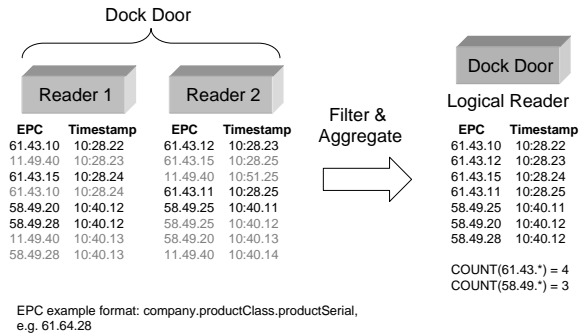 Dock Door
Reader 1
Reader 2
EPC Timestamp
61.43.10 10:28.22
11.49.40 10:28.23
61.43.15 10:28.24
61.43.10 10:28.24
58.49.20 10:40.12
58.49.28 10:40.12
11.49.40 10:40.13
58.49.28 10:40.13
EPC Timestamp
61.43.12 10:28.23
61.43.15 10:28.25
11.49.40 10:51.25
61.43.11 10:28.25
58.49.25 10:40.11
58.49.25 10:40.12
58.49.20 10:40.13
11.49.40 10:40.14
Filter &
Aggregate
Dock Door
Logical Reader
EPC Timestamp
61.43.10 10:28.22
61.43.12 10:28.23
61.43.15 10:28.24
61.43.11 10:28.25
58.49.25 10:40.11
58.49.20 10:40.12
58.49.28 10:40.12
COUNT(61.43.*) = 4
COUNT(58.49.*) = 3
EPC example format: company.productClass.productSerial,
e.g. 61.64.28